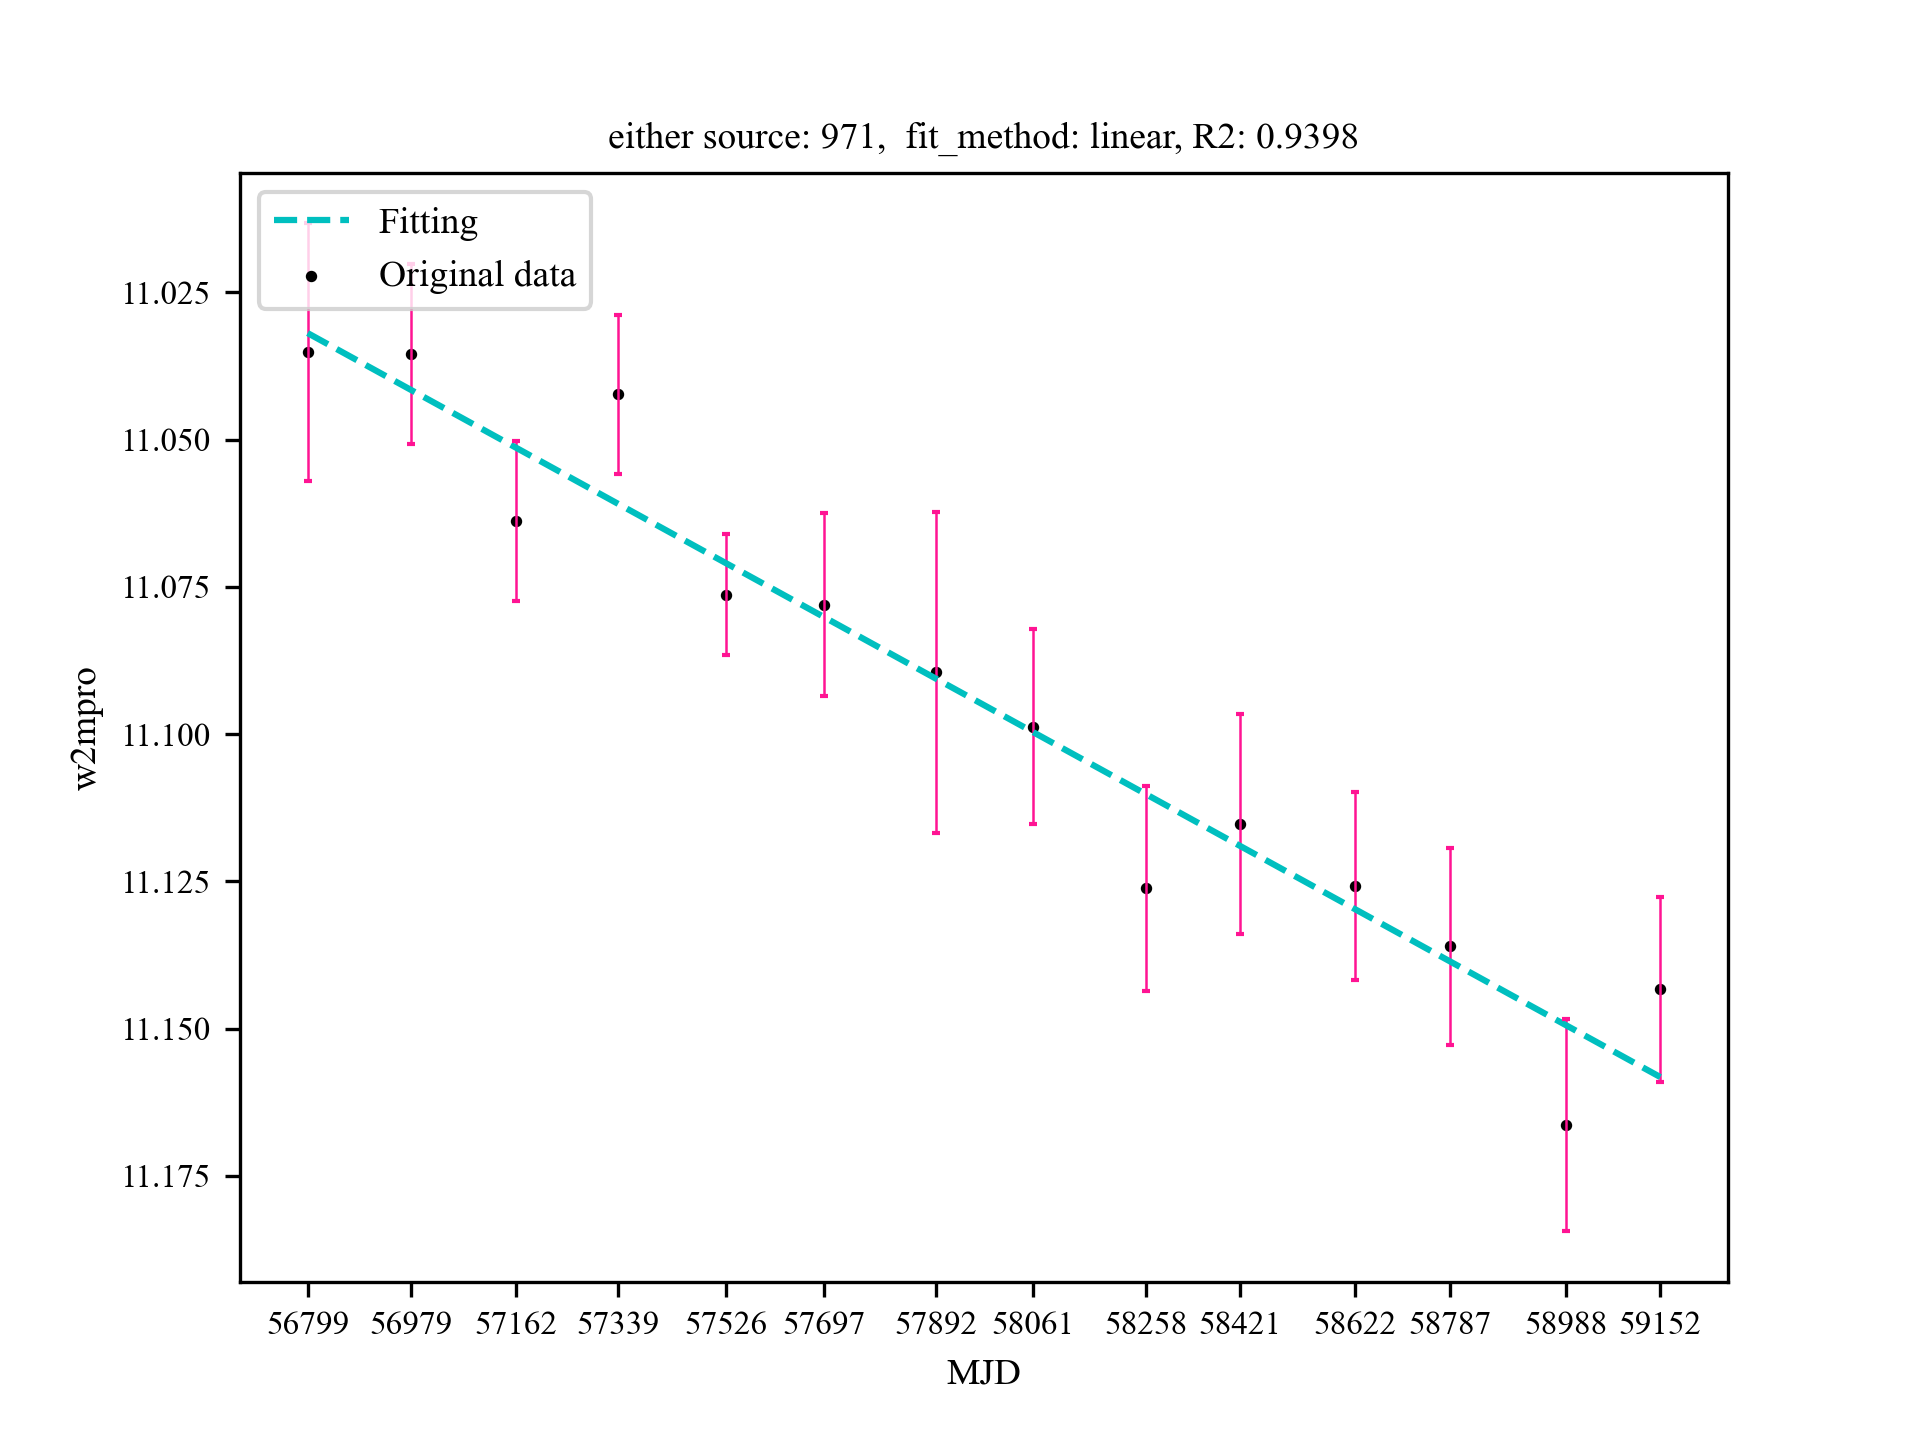 either source: 971,  fit_method: linear, R2: 0.9398
Fitting
Original data
11.025
11.050
11.075
11.100
11.125
11.150
11.175
w2mpro
56799 56979 57162 57339 57526 57697 57892 58061 58258 58421 58622 58787 58988 59152
MJD